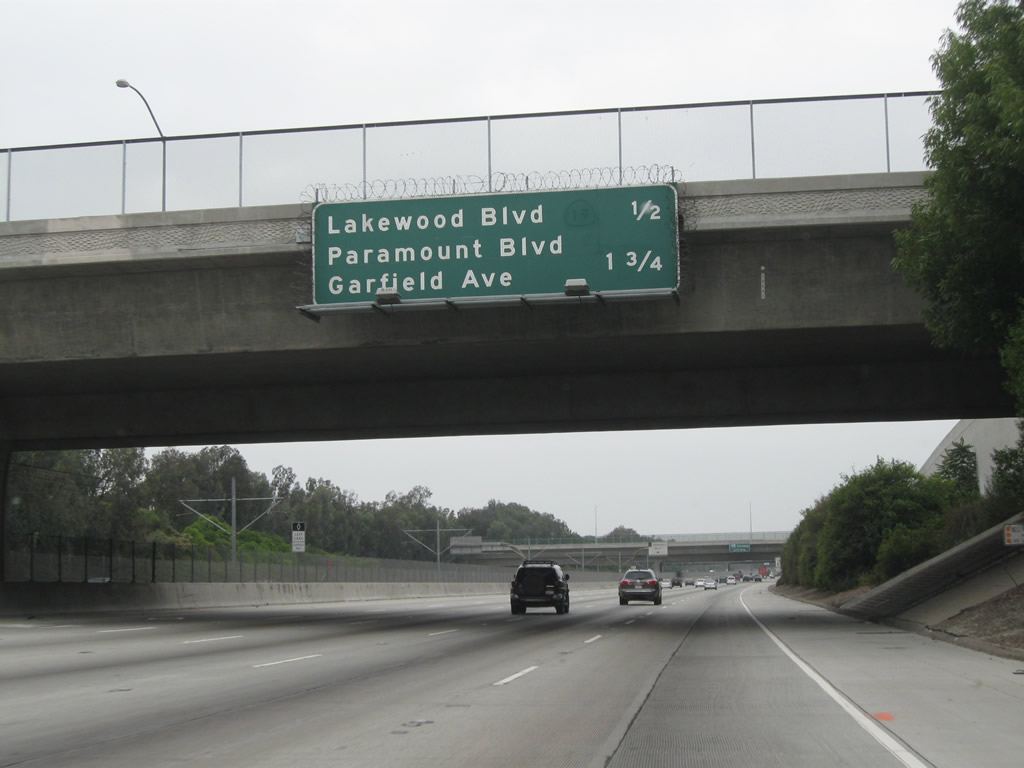 Lakewood Blvd 1/2
Paramount Blvd
Garfield Ave 1 3/4